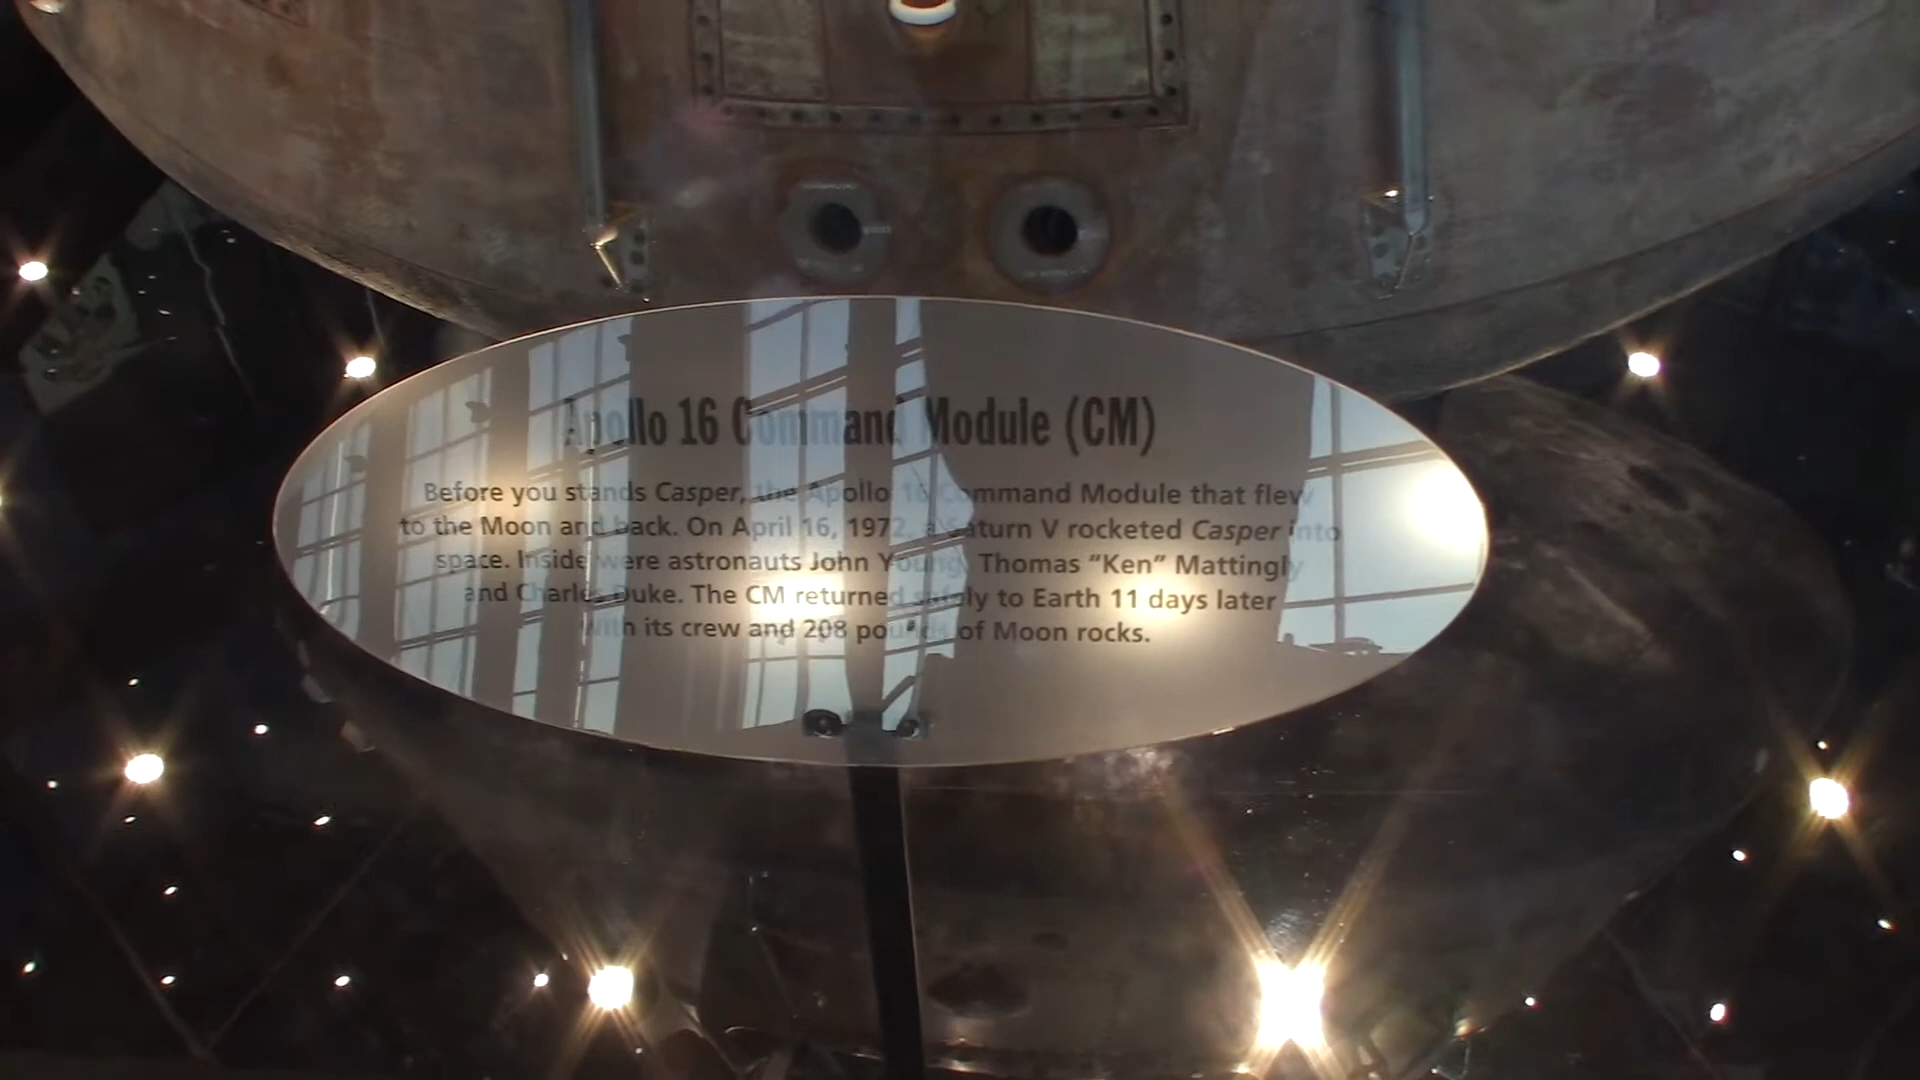 Apollo 16 Command Module (CM)
Before you stands Casper, the Apollo 16 Command Module that flew
to the Moon and back. On April 16, 1972, a Saturn V rocketed Casper into
space. Inside were astronauts John Young, Thomas “Ken” Mattingly
and Charles Duke. The CM returned safely to Earth 11 days later
with its crew and 208 pounds of Moon rocks.